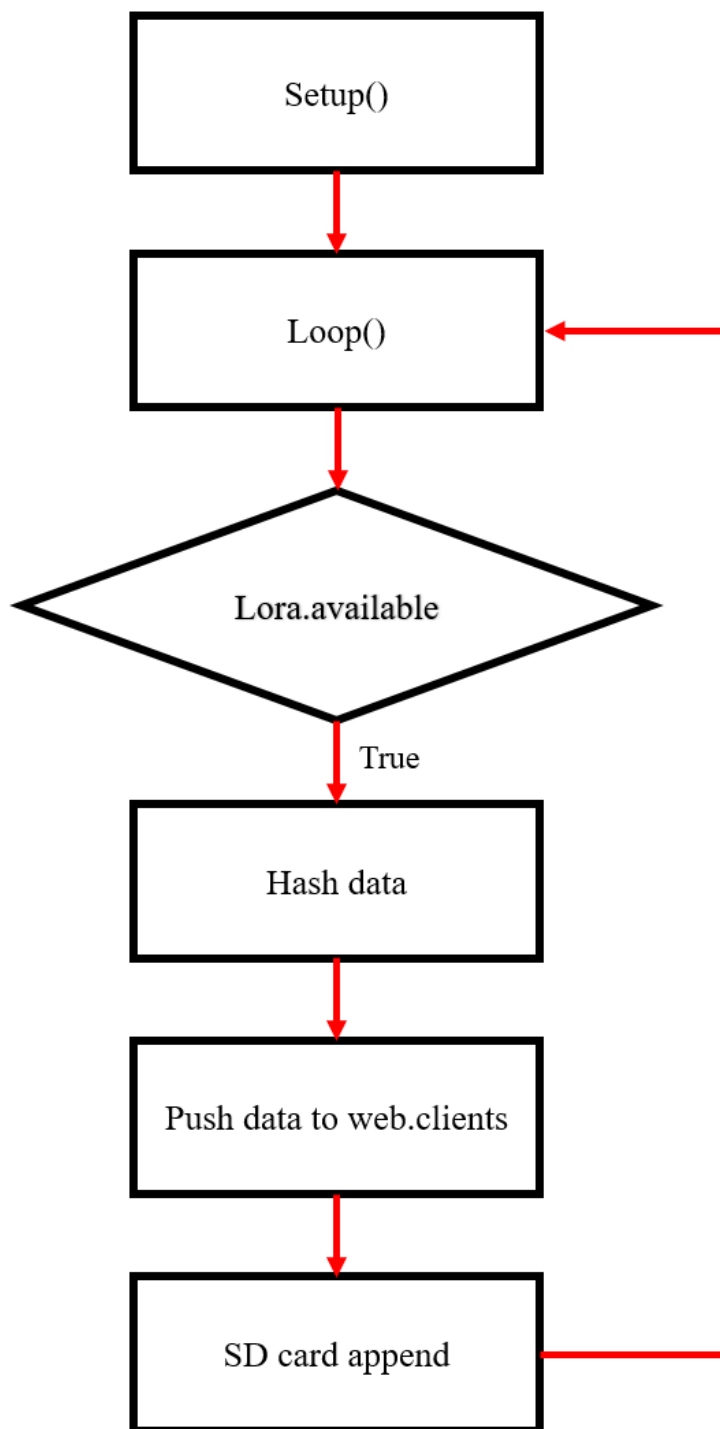 Setup()
Loop()
Lora.available
True
Hash data
Push data to web.clients
SD card append